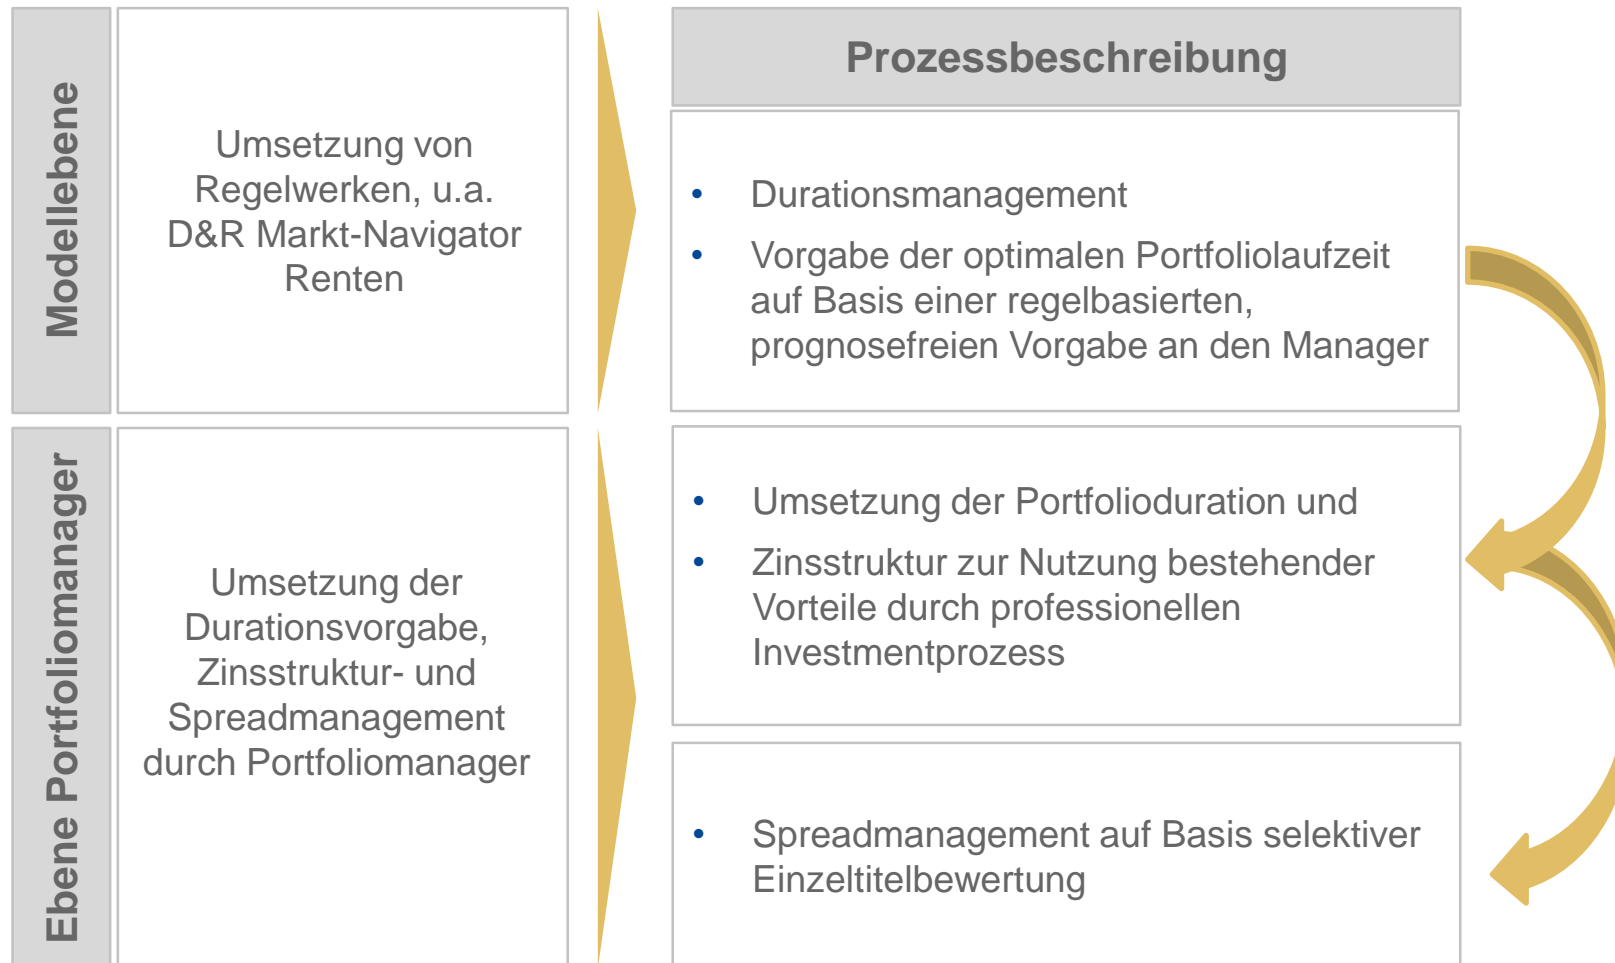 Modellebene
Umsetzung von
Regelwerken, u.a.
D&R Markt-Navigator
Renten
Prozessbeschreibung
• Durationsmanagement
• Vorgabe der optimalen Portfoliolaufzeit
auf Basis einer regelbasierten,
prognosefreien Vorgabe an den Manager
Ebene Portfoliomanager
Umsetzung der
Durationsvorgabe,
Zinsstruktur- und
Spreadmanagement
durch Portfoliomanager
• Umsetzung der Portfolioduration und
• Zinsstruktur zur Nutzung bestehender
Vorteile durch professionellen
Investmentprozess
• Spreadmanagement auf Basis selektiver
Einzeltitelbewertung